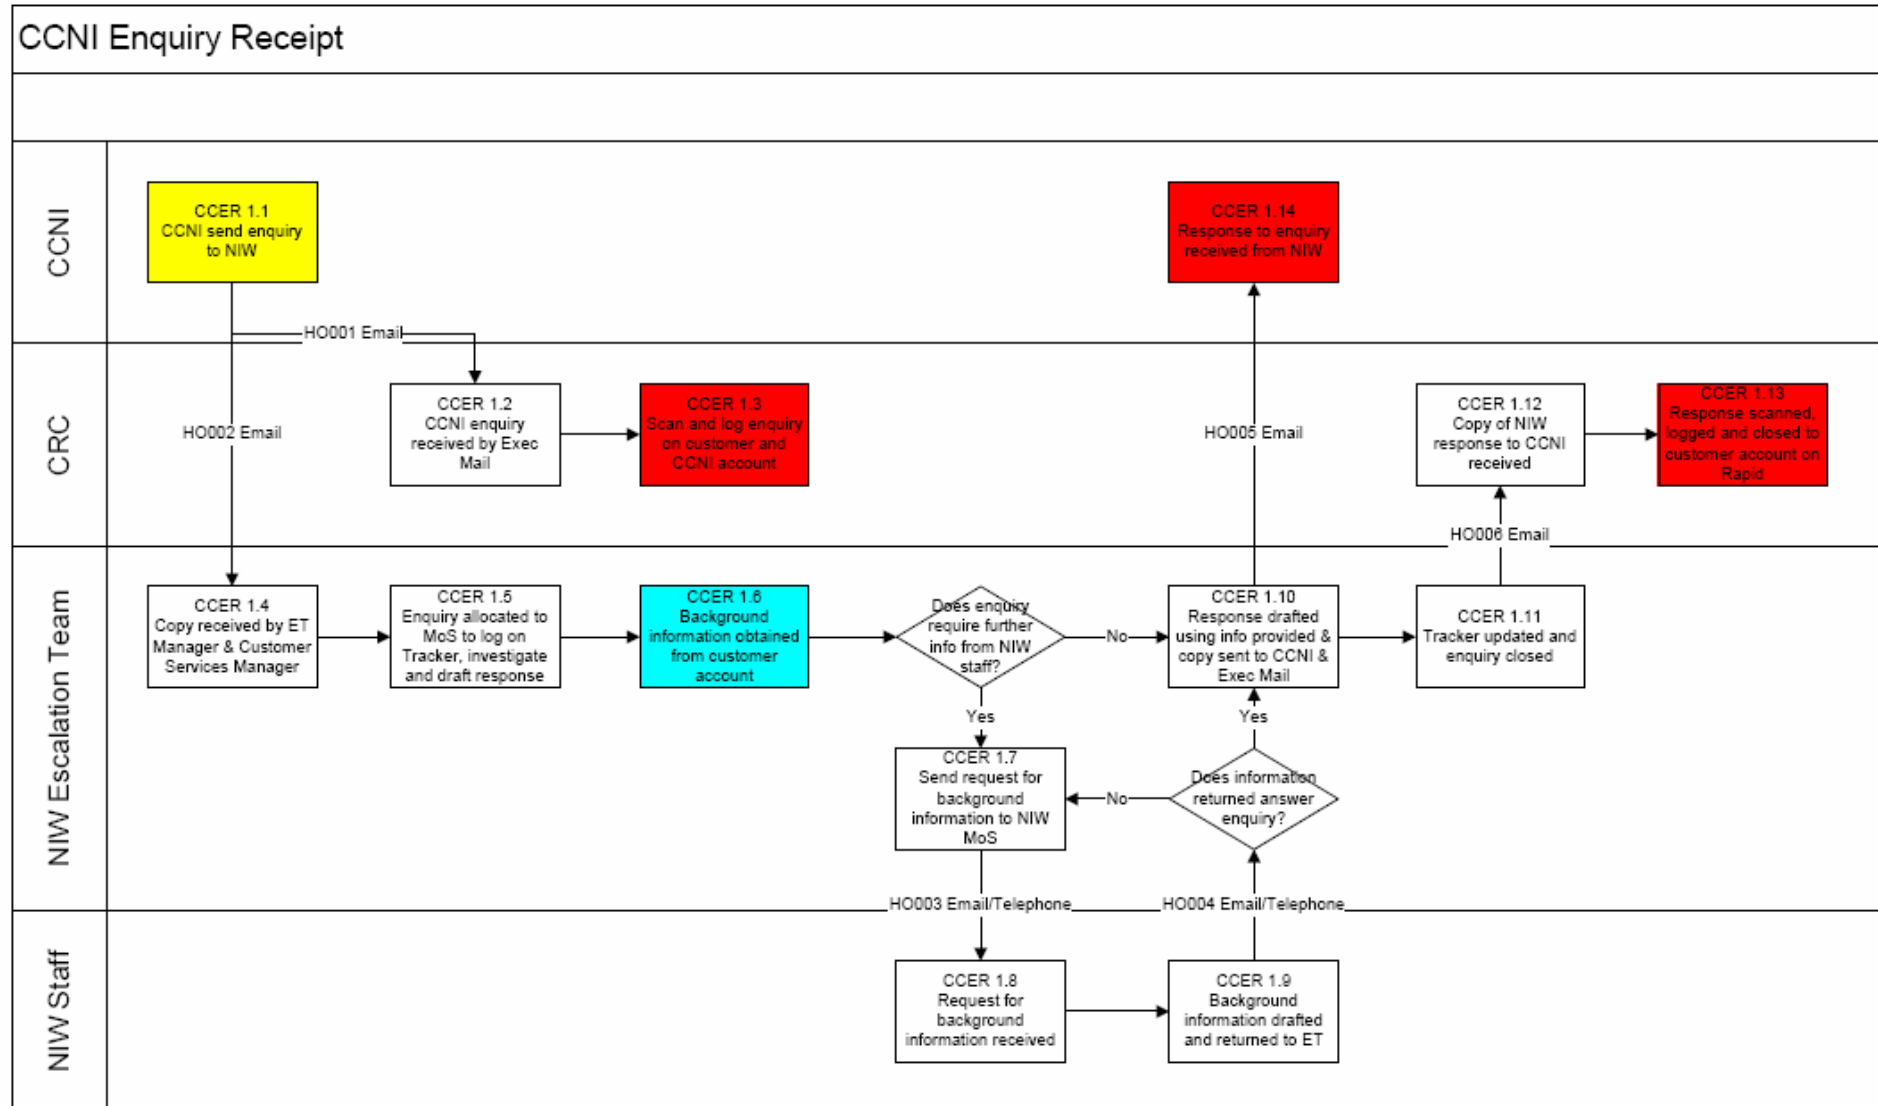 CCNI Enquiry Receipt
CCNI
CCER 1.1
CCNI send enquiry
to NIW
CCER 1.14
Response to enquiry
received from NIW
HO001 Email
CRC
HO002 Email
CCER 1.2
CCNI enquiry
received by Exec
Mail
CCER 1.3
Scan and log enquiry
on customer and
CCNI account
HO005 Email
CCER 1.12
Copy of NIW
response to CCNI
received
CCER 1.13
Response scanned,
logged and closed to
customer account on
Rapid
HO006 Email
NIW Escalation Team
CCER 1.4
Copy received by ET
Manager & Customer
Services Manager
CCER 1.5
Enquiry allocated to
MoS to log on
Tracker, investigate
and draft response
CCER 1.6
Background
information obtained
from customer
account
Does enquiry
require further
info from NIW
staff?
No
CCER 1.10
Response drafted
using info provided &
copy sent to CCNI &
Exec Mail
CCER 1.11
Tracker updated and
enquiry closed
Yes
Yes
CCER 1.7
Send request for
background
information to NIW
MoS
No
Does information
returned answer
enquiry?
HO003 Email/Telephone
HO004 Email/Telephone
NIW Staff
CCER 1.8
Request for
background
information received
CCER 1.9
Background
information drafted
and returned to ET